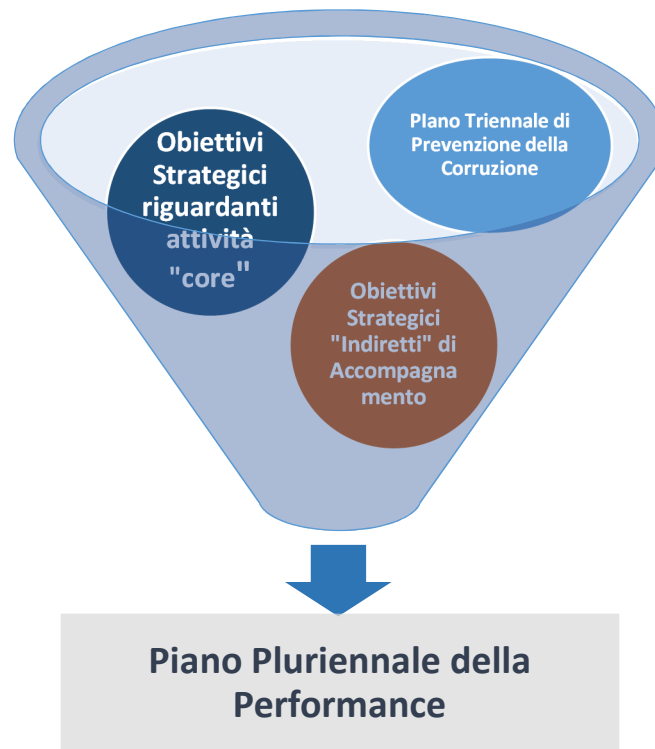 Obiettivi
Strategici
riguardanti
attività
"core"
PIano Triennale di
Prevenzione della
Corruzione
Obiettivi
Strategici
"Indiretti" di
Accompagna
mento
Piano Pluriennale della
Performance